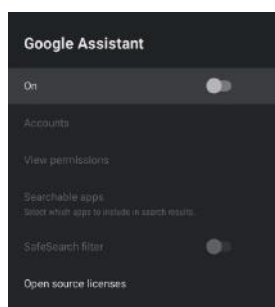 Google Assistant
On
Accounts
View permissions
Searchable apps
Select which apps to include in search results.
SafeSearch filter
Open source licenses